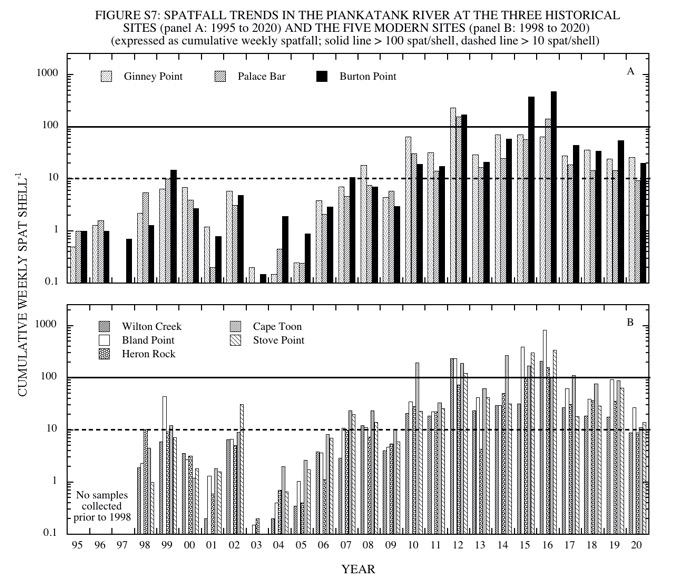 FIGURE S7: SPATFALL TRENDS IN THE PIANKATANK RIVER AT THE THREE HISTORICAL
SITES (panel A: 1995 to 2020) AND THE FIVE MODERN SITES (panel B: 1998 to 2020)
(expressed as cumulative weekly spatfall; solid line > 100 spat/shell, dashed line > 10 spat/shell)
CUMULATIVE WEEKLY SPAT SHELL-1
A
Ginney Point Palace Bar Burton Point
1000
100
10
1
0.1
B
Wilton Creek Cape Toon
Bland Point Stove Point
Heron Rock
1000
100
10
1
0.1
No samples
collected
prior to 1998
95 96 97 98 99 00 01 02 03 04 05 06 07 08 09 10 11 12 13 14 15 16 17 18 19 20
YEAR